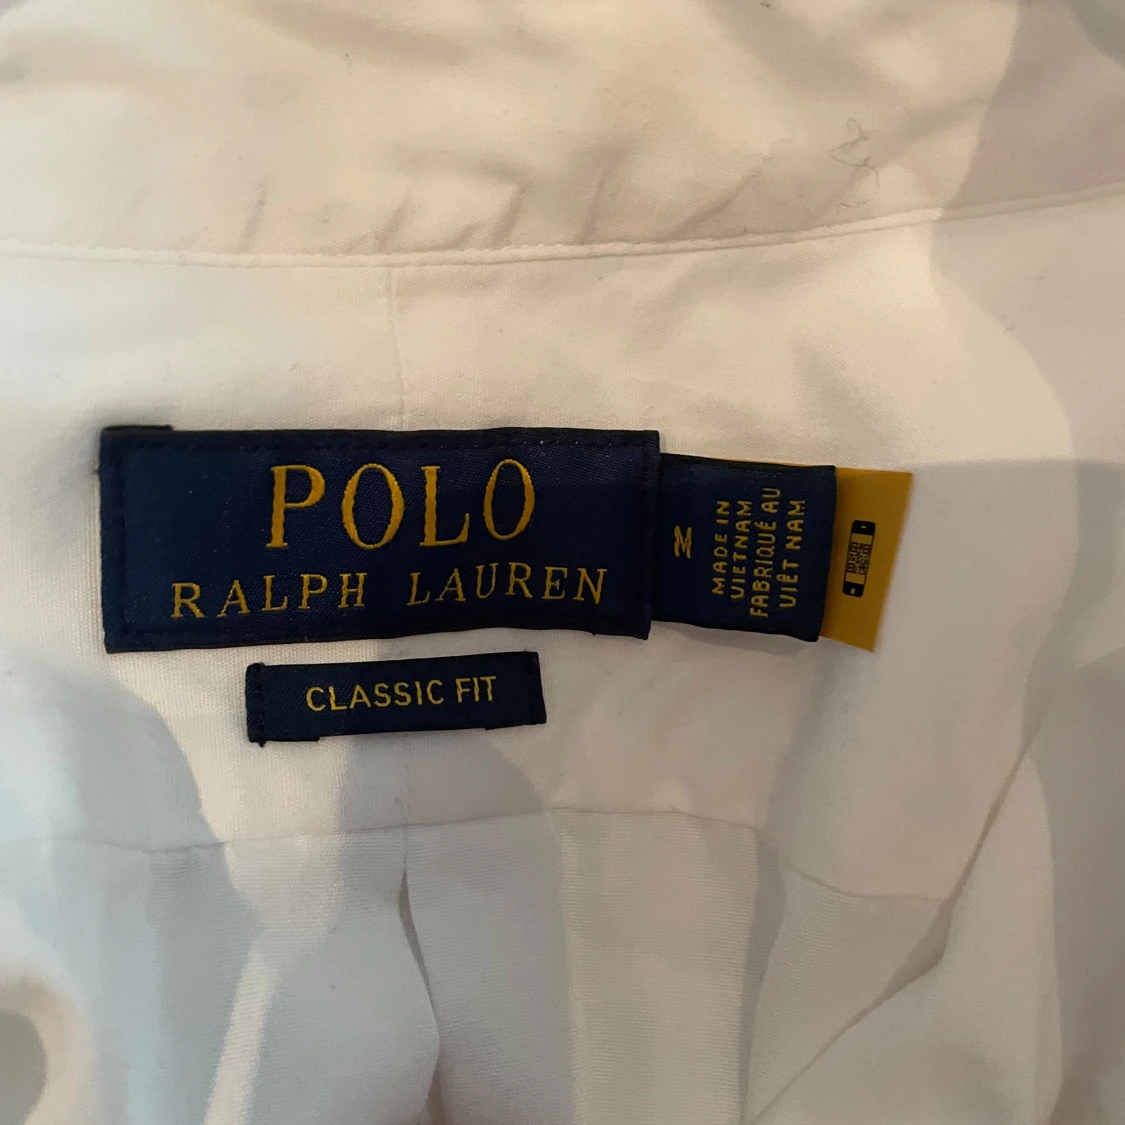 POLO
RALPH LAUREN
M
MADE IN
VIETNAM
FABRIQUÉ AU
VIÊT NAM
CLASSIC FIT